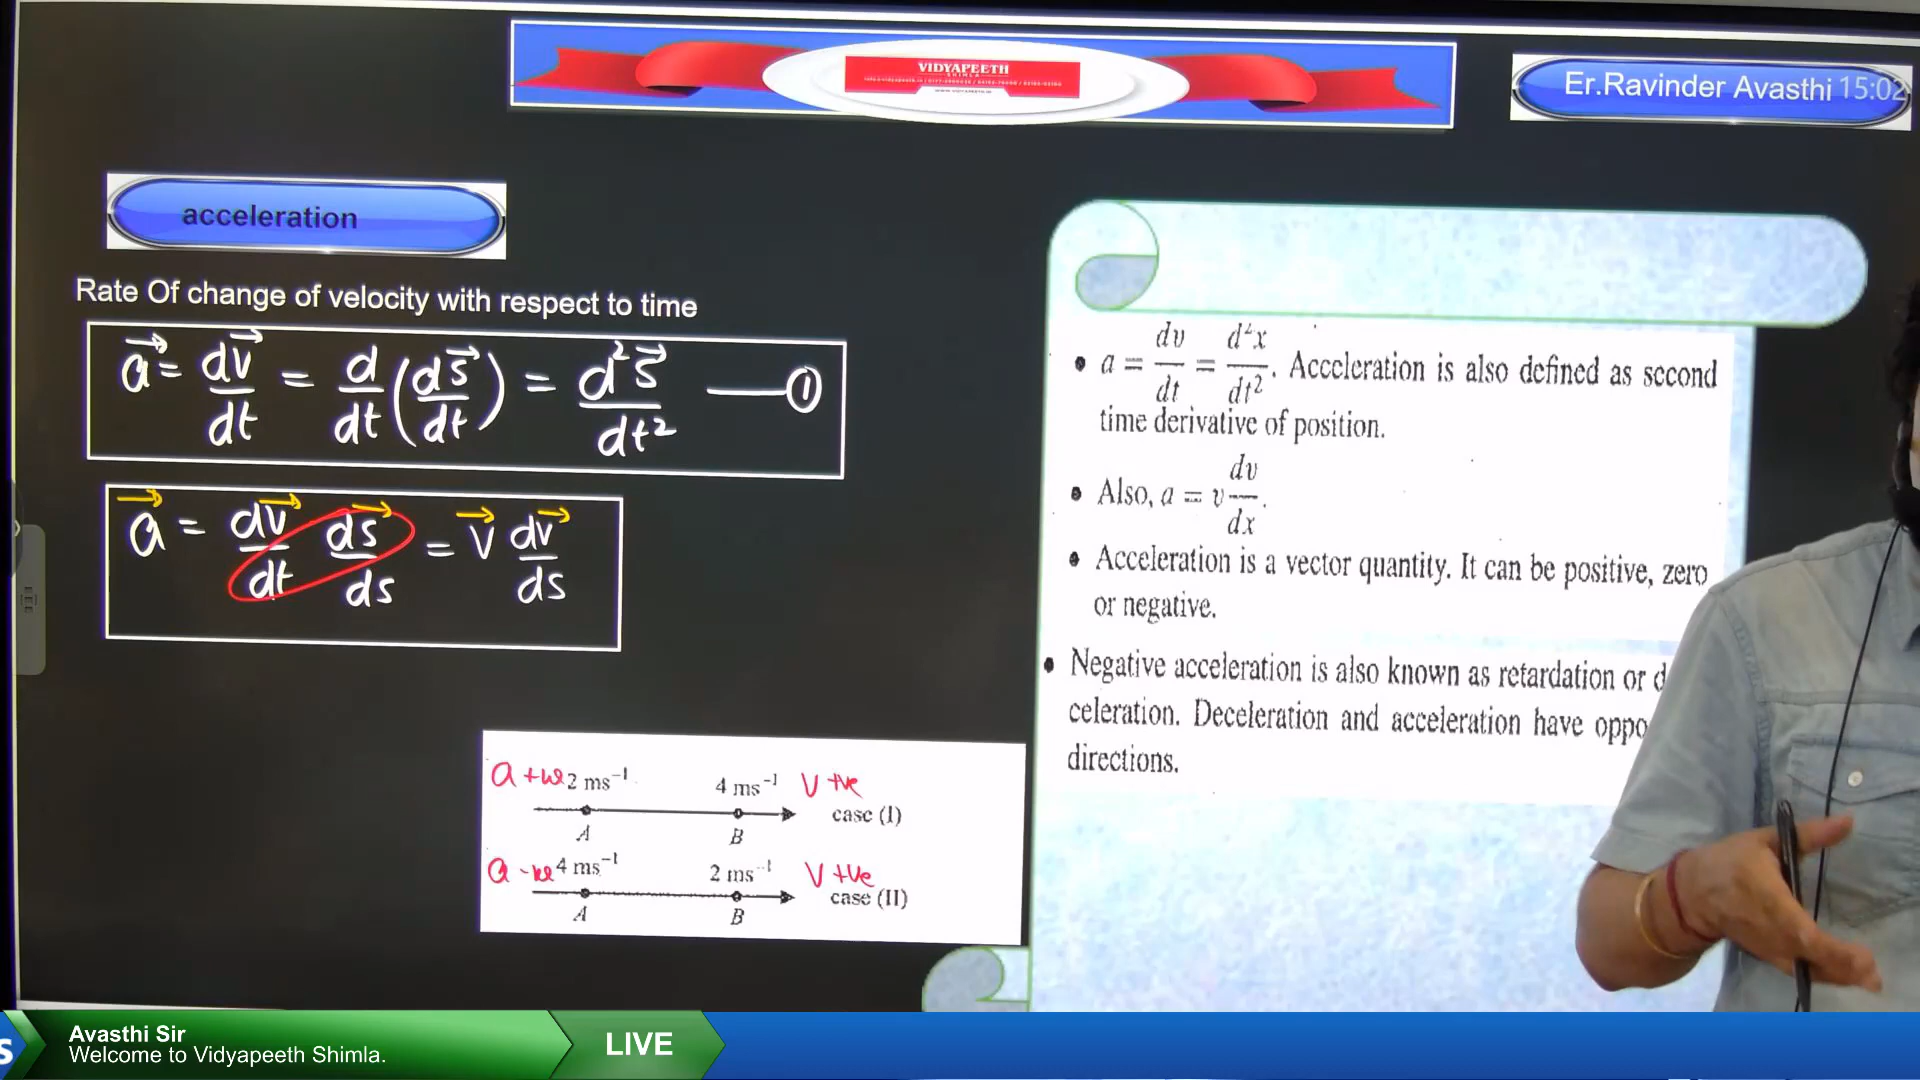 VIDYAPEETH
SHIMLA
Er.Ravinder Avasthi 15:02
acceleration
Rate Of change of velocity with respect to time
a⃗ = dv⃗/dt = d/dt (ds⃗/dt) = d²s⃗/dt² —— ①
a⃗ = dv⃗/dt ds⃗/ds = v⃗ dv⃗/ds
a +ve 2 ms⁻¹ 4 ms⁻¹ V +ve
A B case (I)
a -ve 4 ms⁻¹ 2 ms⁻¹ V +ve
A B case (II)
• a = dv/dt = d²x/dt². Acceleration is also defined as second
time derivative of position.
• Also, a = v dv/dx.
• Acceleration is a vector quantity. It can be positive, zero
or negative.
• Negative acceleration is also known as retardation or d
celeration. Deceleration and acceleration have oppo
directions.
S
Avasthi Sir
Welcome to Vidyapeeth Shimla.
LIVE